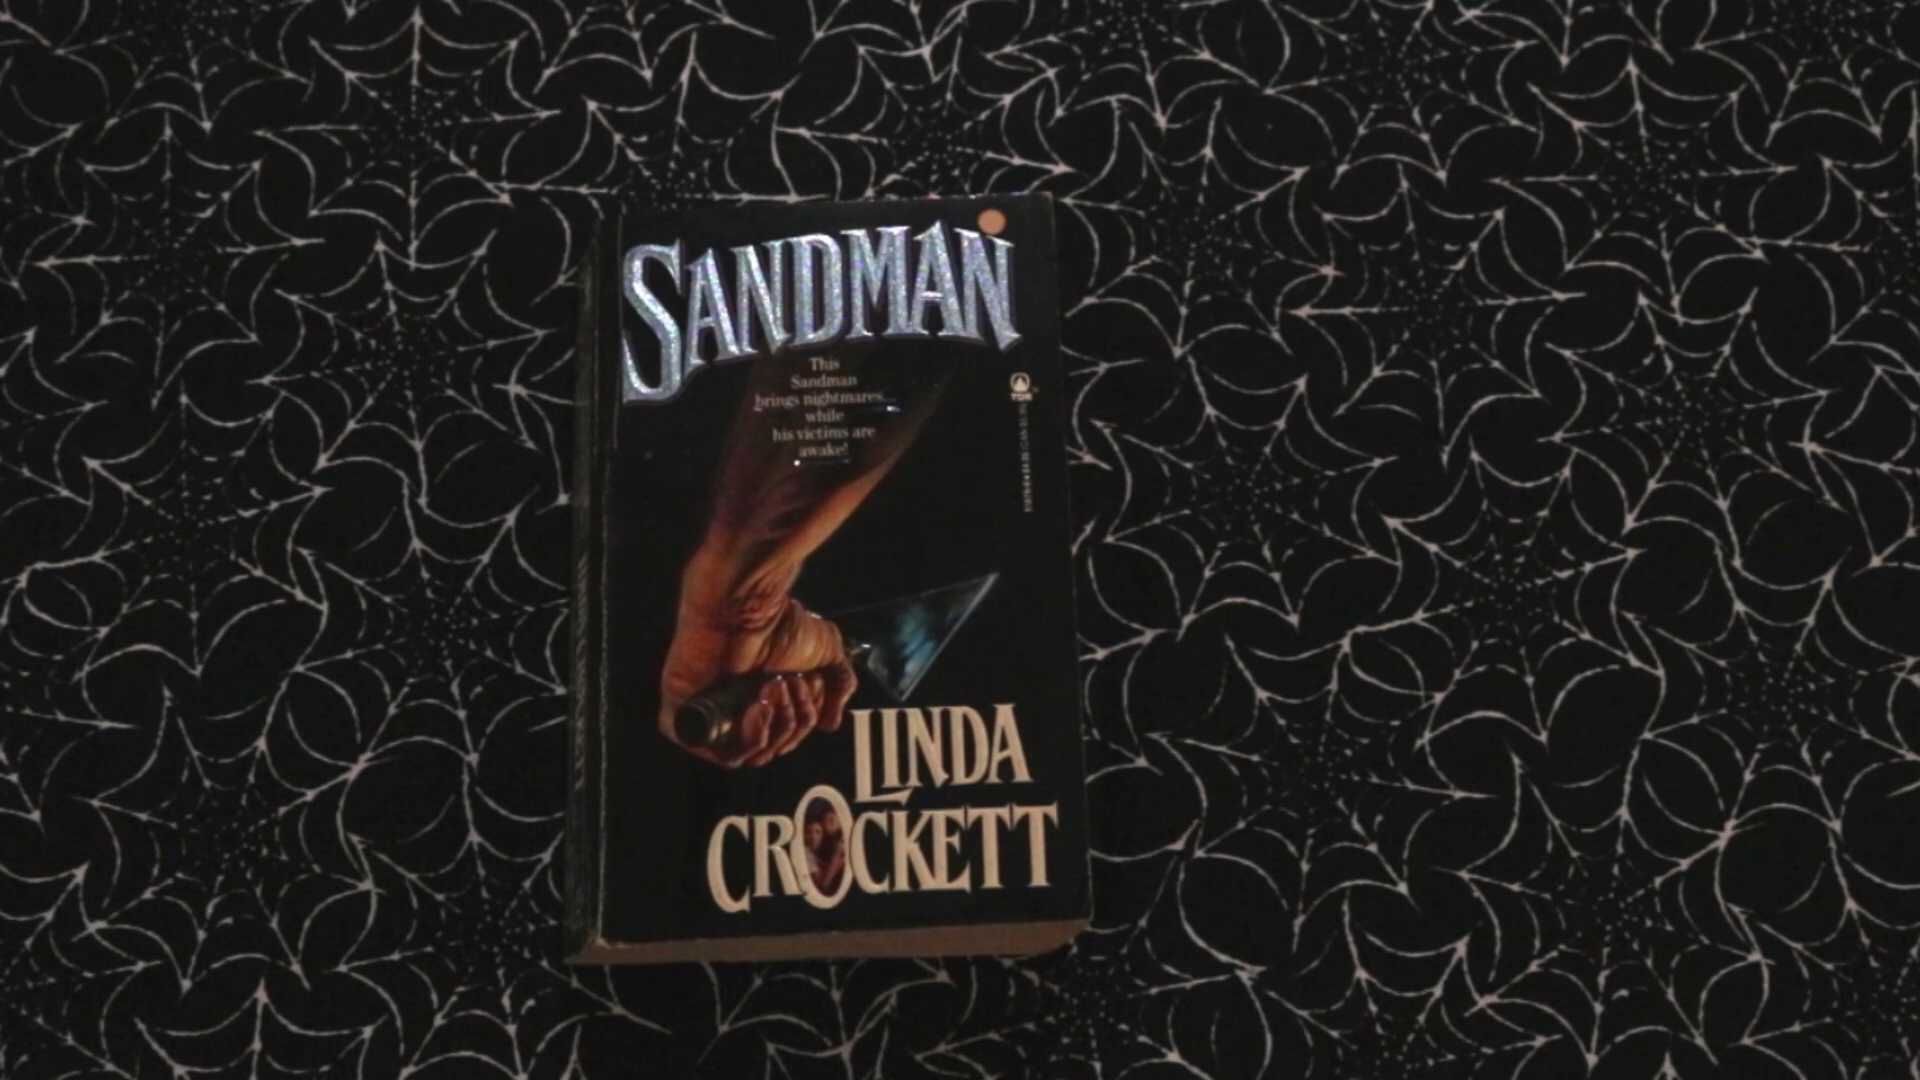 SANDMAN
This
Sandman
brings nightmares...
while
his victims are
awake!
TOR
LINDA
CROCKETT